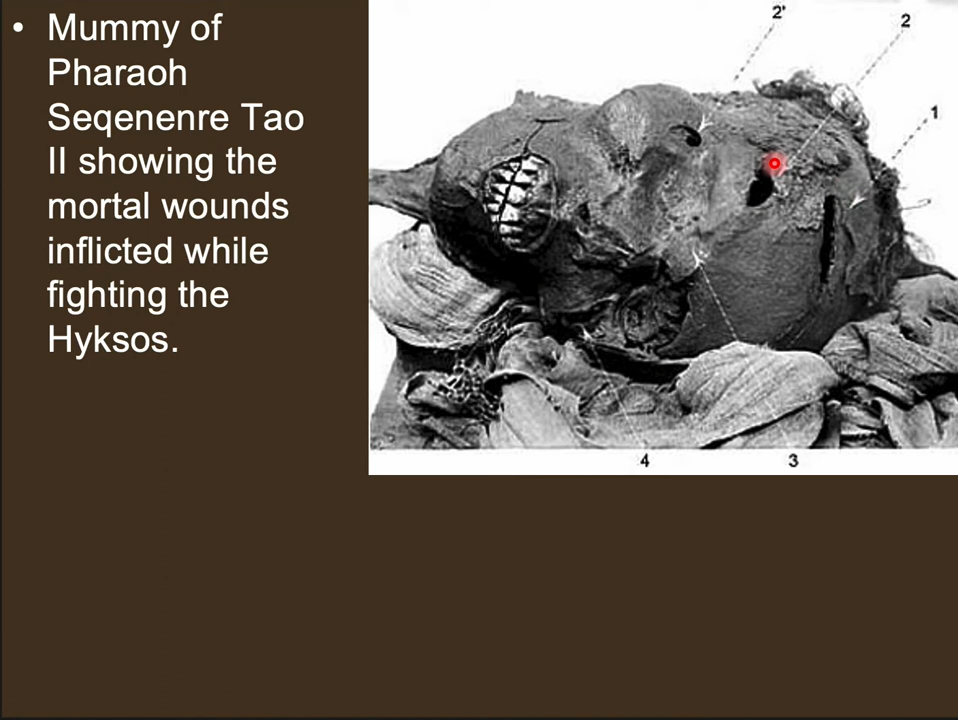 • Mummy of
Pharaoh
Seqenenre Tao
II showing the
mortal wounds
inflicted while
fighting the
Hyksos.
2'
2
1
4
3